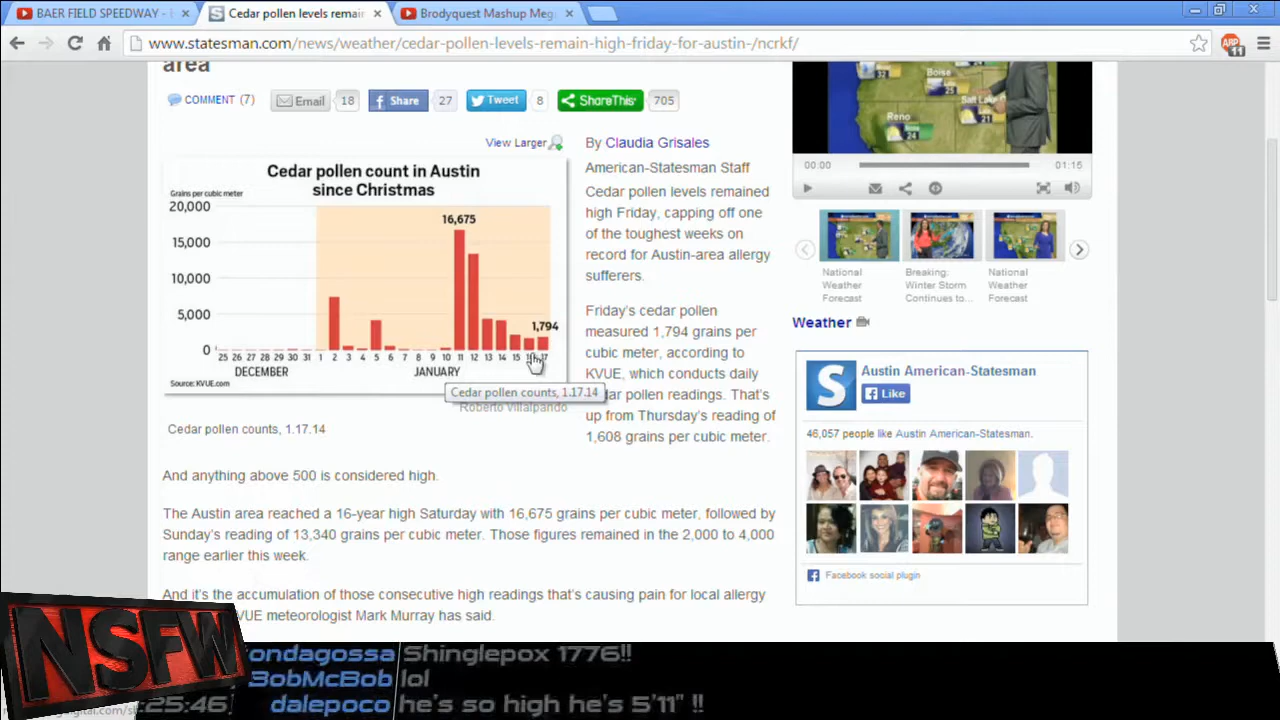 BAER FIELD SPEEDWAY -
Cedar pollen levels remain
Brodyquest Mashup Meg
www.statesman.com/news/weather/cedar-pollen-levels-remain-high-friday-for-austin-/ncrkf/
ABP
11
area
COMMENT (7)
Email
18
Share
27
Tweet
8
ShareThis
705
View Larger
Cedar pollen count in Austin
since Christmas
Grains per cubic meter
20,000
15,000
10,000
5,000
0
16,675
1,794
25 26 27 28 29 30 31 1 2 3 4 5 6 7 8 9 10 11 12 13 14 15 16 17
DECEMBER
JANUARY
Source: KVUE.com
Cedar pollen counts, 1.17.14
Roberto Villalpando
Cedar pollen counts, 1.17.14
By Claudia Grisales
American-Statesman Staff
Cedar pollen levels remained
high Friday, capping off one
of the toughest weeks on
record for Austin-area allergy
sufferers.
Friday's cedar pollen
measured 1,794 grains per
cubic meter, according to
KVUE, which conducts daily
dar pollen readings. That's
up from Thursday's reading of
1,608 grains per cubic meter.
And anything above 500 is considered high.
The Austin area reached a 16-year high Saturday with 16,675 grains per cubic meter, followed by
Sunday's reading of 13,340 grains per cubic meter. Those figures remained in the 2,000 to 4,000
range earlier this week.
And it's the accumulation of those consecutive high readings that's causing pain for local allergy
VUE meteorologist Mark Murray has said.
32
Boise
25
Salt Lake
21
Reno
24
00:00
01:15
National
Weather
Forecast
Breaking:
Winter Storm
Continues to...
National
Weather
Forecast
Weather
Austin American-Statesman
Like
46,057 people like Austin American-Statesman.
Facebook social plugin
NSFW
ondagossa Shinglepox 1776!!
BobMcBob lol
:25:46] dalepoco he's so high he's 5'11" !!